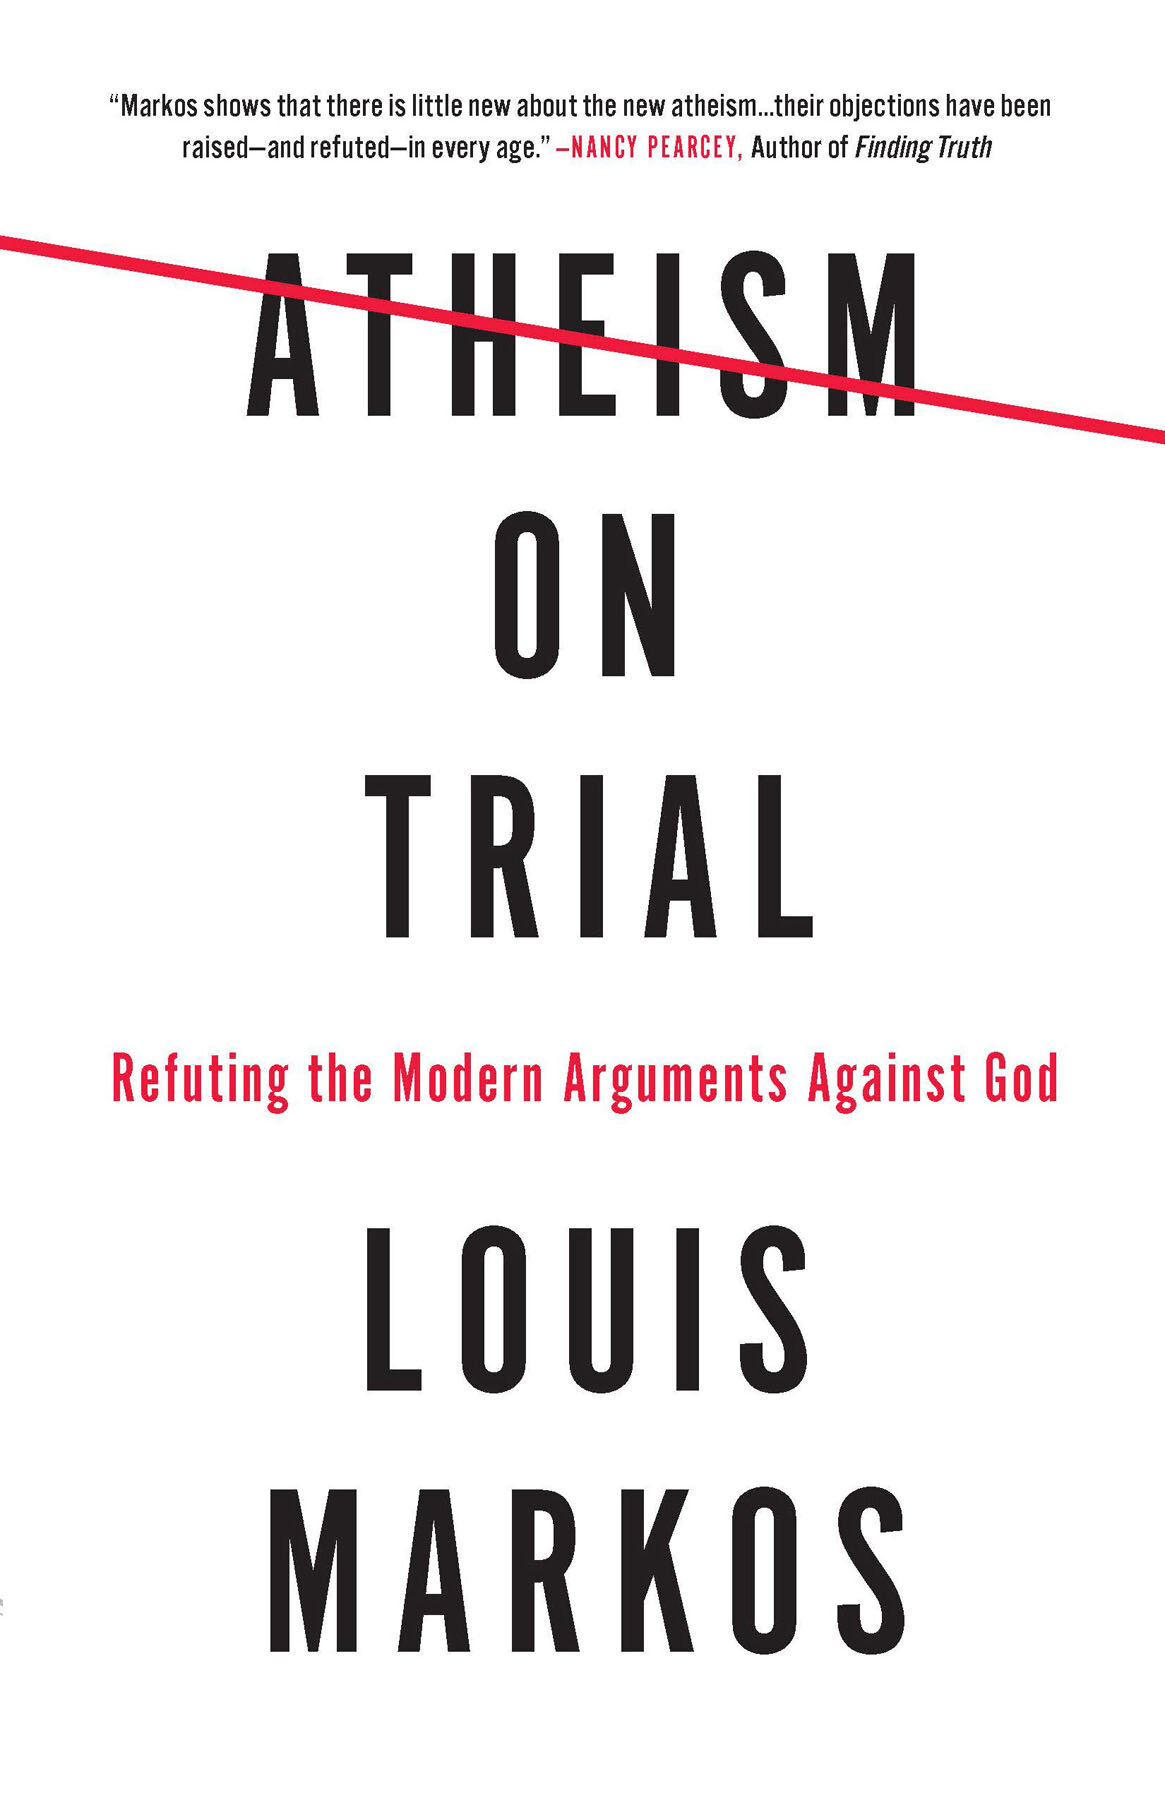 “Markos shows that there is little new about the new atheism...their objections have been
raised—and refuted—in every age.” –NANCY PEARCEY, Author of Finding Truth
ATHEISM
ON
TRIAL
Refuting the Modern Arguments Against God
LOUIS
MARKOS